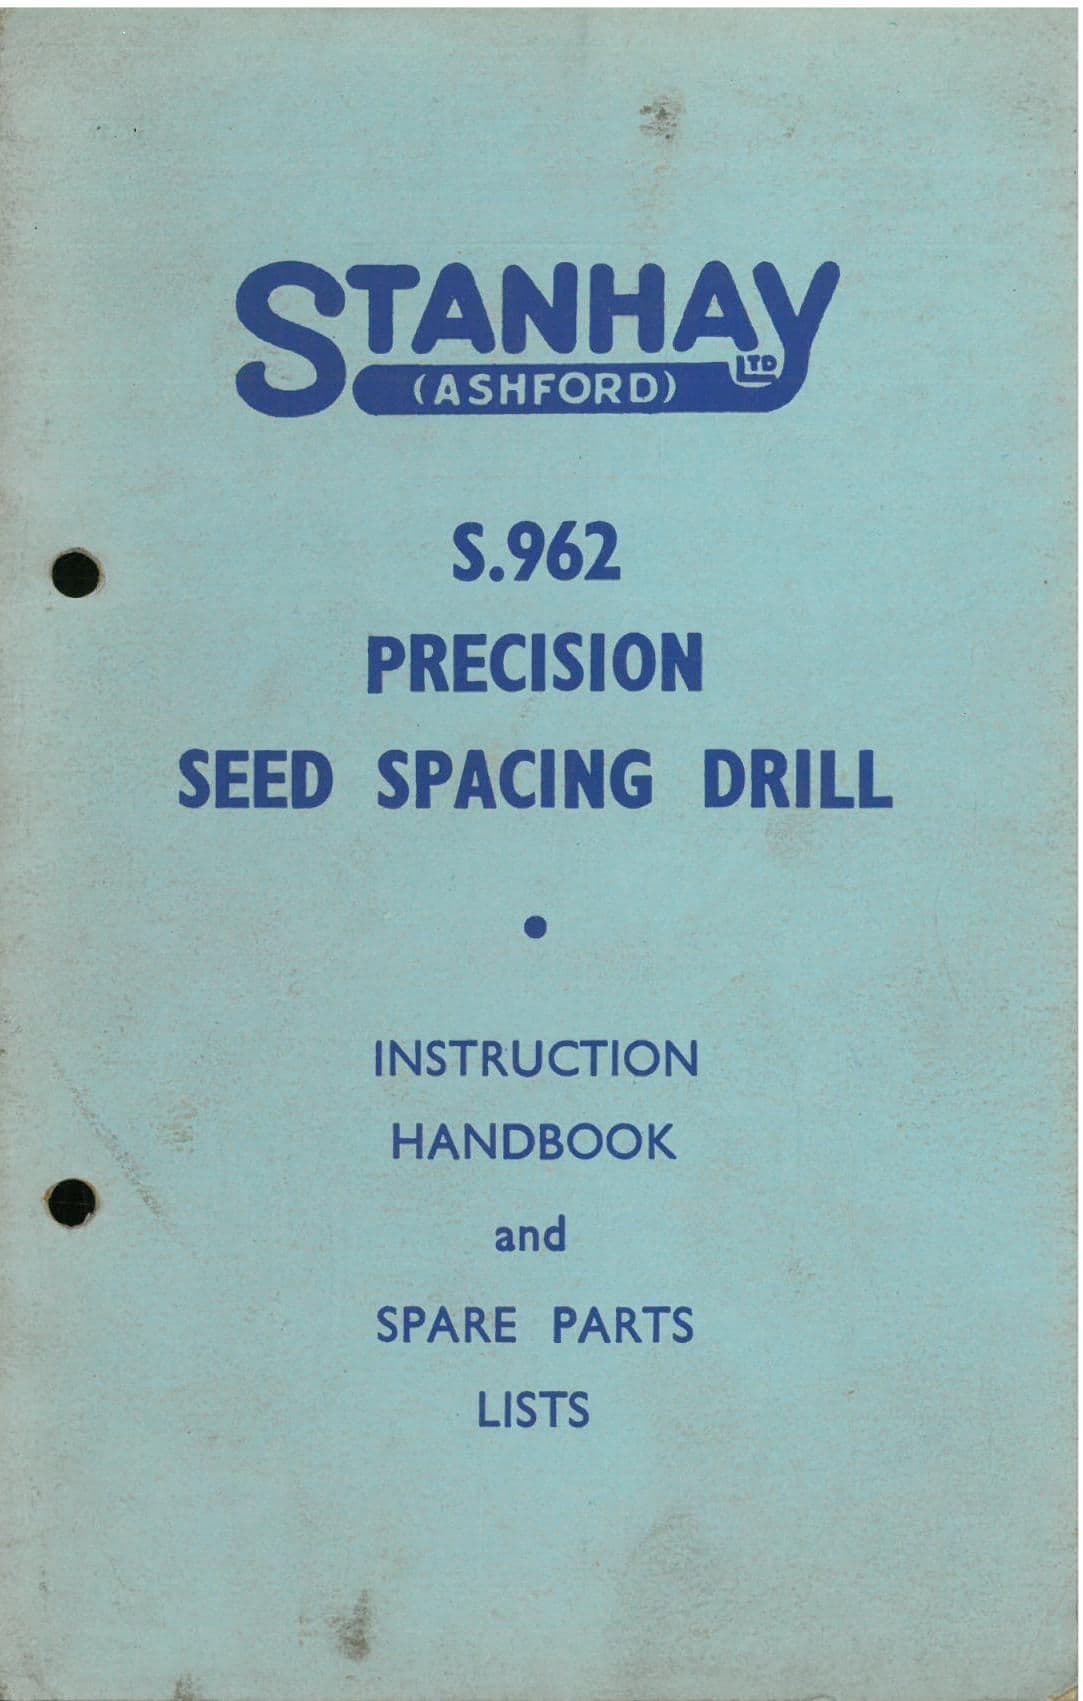 STANHAY
(ASHFORD) LTD
S.962
PRECISION
SEED SPACING DRILL
•
INSTRUCTION
HANDBOOK
and
SPARE PARTS
LISTS